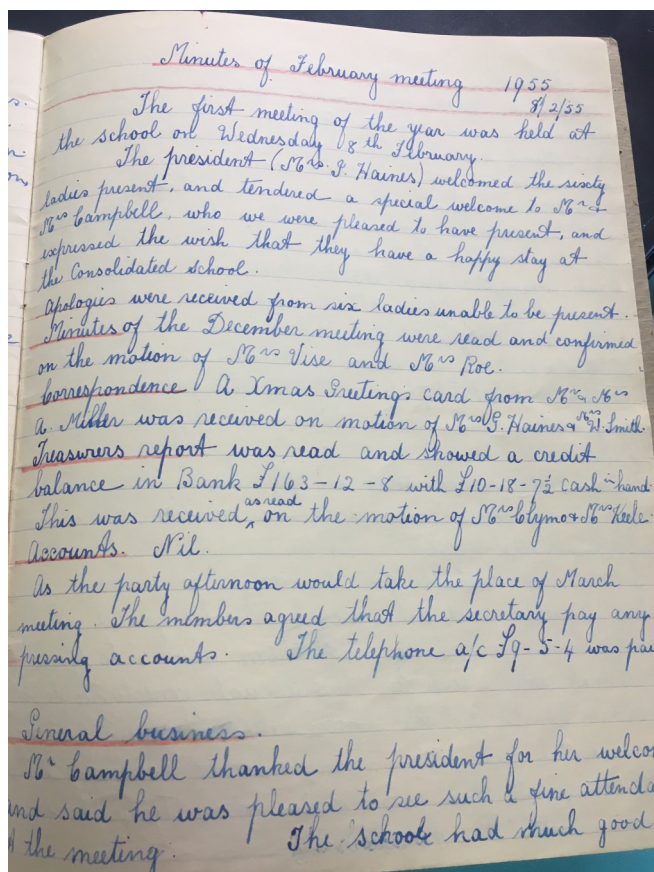 Minutes of February meeting 1955
8/2/55
The first meeting of the year was held at
the school on Wednesday 8th February.
The president (Mrs. G. Haines) welcomed the sixty
ladies present, and tendered a special welcome to Mr &
Mrs Campbell, who we were pleased to have present, and
expressed the wish that they have a happy stay at
the Consolidated School.
Apologies were received from six ladies unable to be present.
Minutes of the December meeting were read and confirmed
on the motion of Mrs Vise and Mrs Roe.
Correspondence A Xmas Greetings card from Mr & Mrs
A. Miller was received on motion of Mrs G. Haines & Mrs W. Smith.
Treasurers report was read and showed a credit
balance in Bank £163-12-8 with £10-18-7½ cash in hand.
This was received as read on the motion of Mrs Clymo & Mrs Keele.
Accounts. Nil.
As the party afternoon would take the place of March
meeting. The members agreed that the secretary pay any
pressing accounts. The telephone a/c £9-5-4 was pai
General business.
Mr Campbell thanked the president for her welco
and said he was pleased to see such a fine attenda
at the meeting. The school had much good